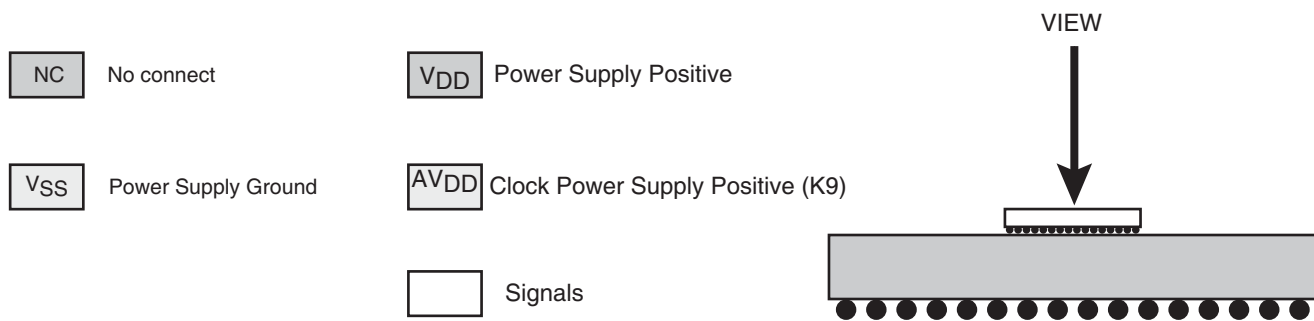 VIEW
NC No connect
VDD Power Supply Positive
VSS Power Supply Ground
AVDD Clock Power Supply Positive (K9)
Signals